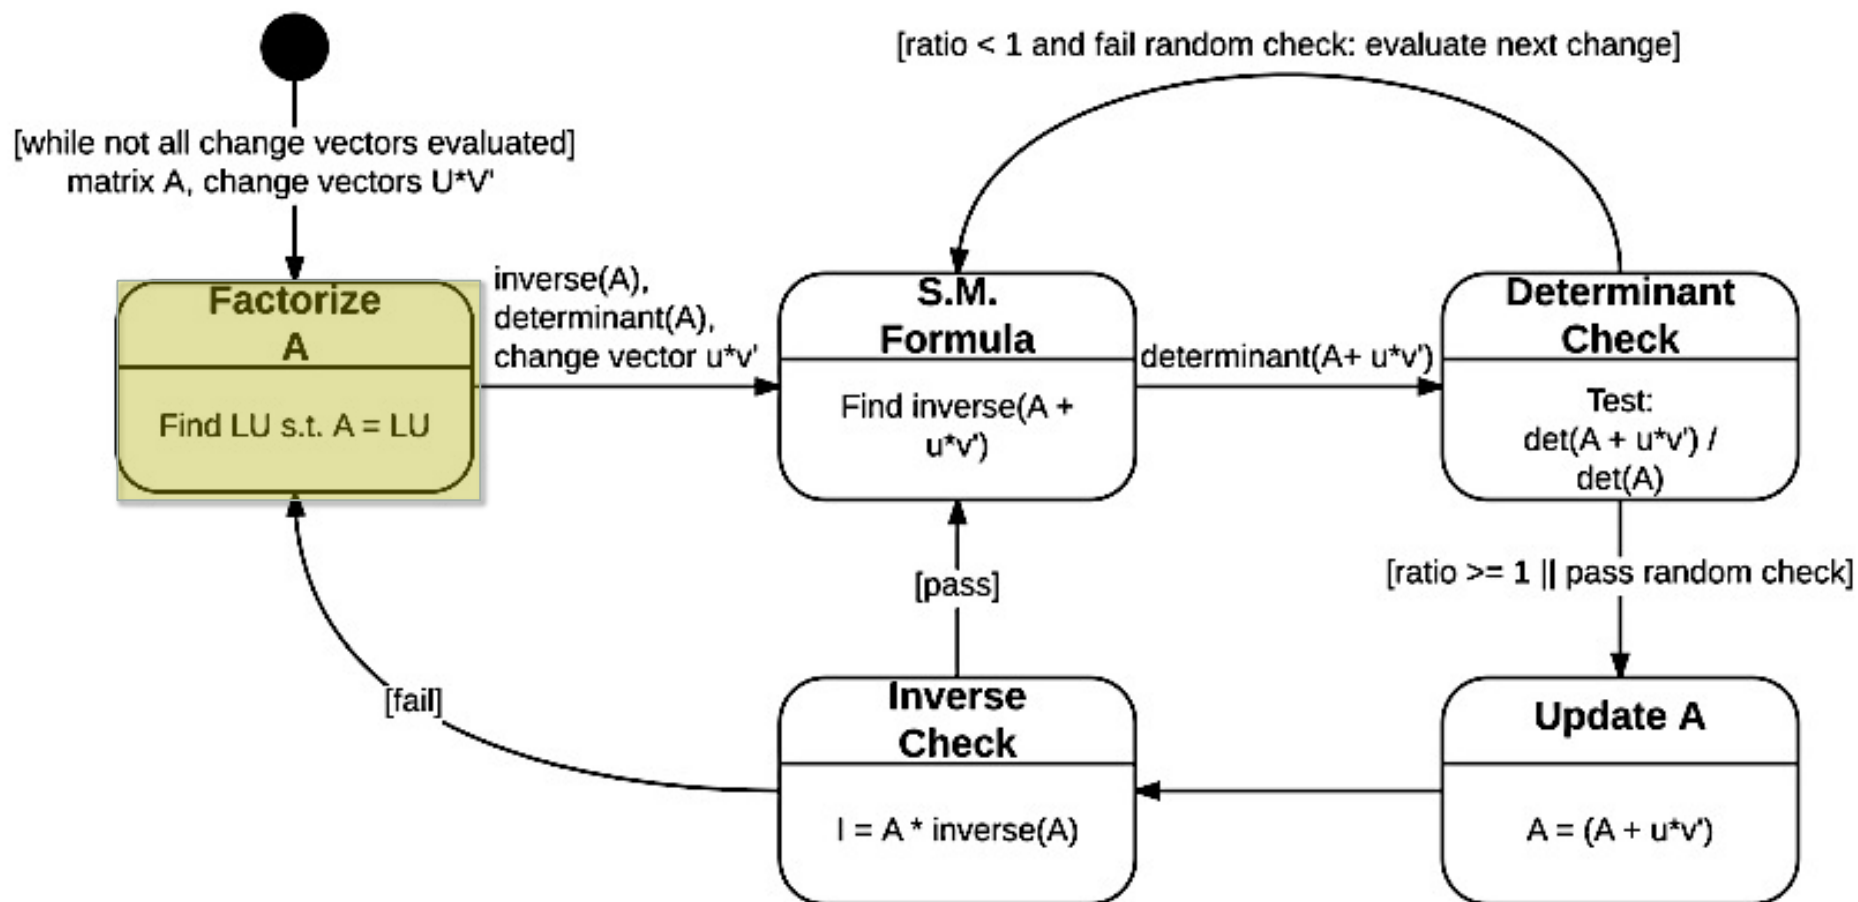 [ratio < 1 and fail random check: evaluate next change]
[while not all change vectors evaluated]
matrix A, change vectors U*V'
Factorize
A
Find LU s.t. A = LU
inverse(A),
determinant(A),
change vector u*v'
S.M.
Formula
Find inverse(A +
u*v')
determinant(A+ u*v')
Determinant
Check
Test:
det(A + u*v') /
det(A)
[ratio >= 1 || pass random check]
[pass]
[fail]
Inverse
Check
I = A * inverse(A)
Update A
A = (A + u*v')